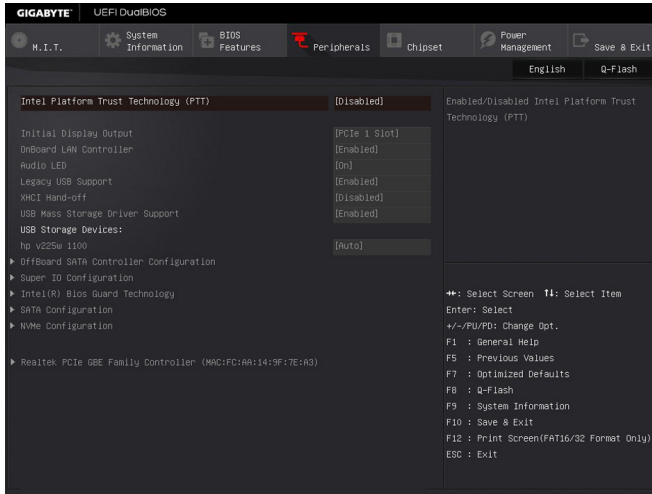 GIGABYTE™ UEFI DualBIOS
M.I.T. System Information BIOS Features Peripherals Chipset Power Management Save & Exit
English Q-Flash
Intel Platform Trust Technology (PTT) [Disabled]
Enabled/Disabled Intel Platform Trust
Technology (PTT)
Initial Display Output [PCIe 1 Slot]
OnBoard LAN Controller [Enabled]
Audio LED [On]
Legacy USB Support [Enabled]
XHCI Hand-off [Disabled]
USB Mass Storage Driver Support [Enabled]
USB Storage Devices:
hp v225w 1100 [Auto]
OffBoard SATA Controller Configuration
Super IO Configuration
Intel(R) Bios Guard Technology
SATA Configuration
NVMe Configuration
Realtek PCIe GBE Family Controller (MAC:FC:AA:14:9F:7E:A3)
→←: Select Screen ↑↓: Select Item
Enter: Select
+/-/PU/PD: Change Opt.
F1 : General Help
F5 : Previous Values
F7 : Optimized Defaults
F8 : Q-Flash
F9 : System Information
F10 : Save & Exit
F12 : Print Screen(FAT16/32 Format Only)
ESC : Exit